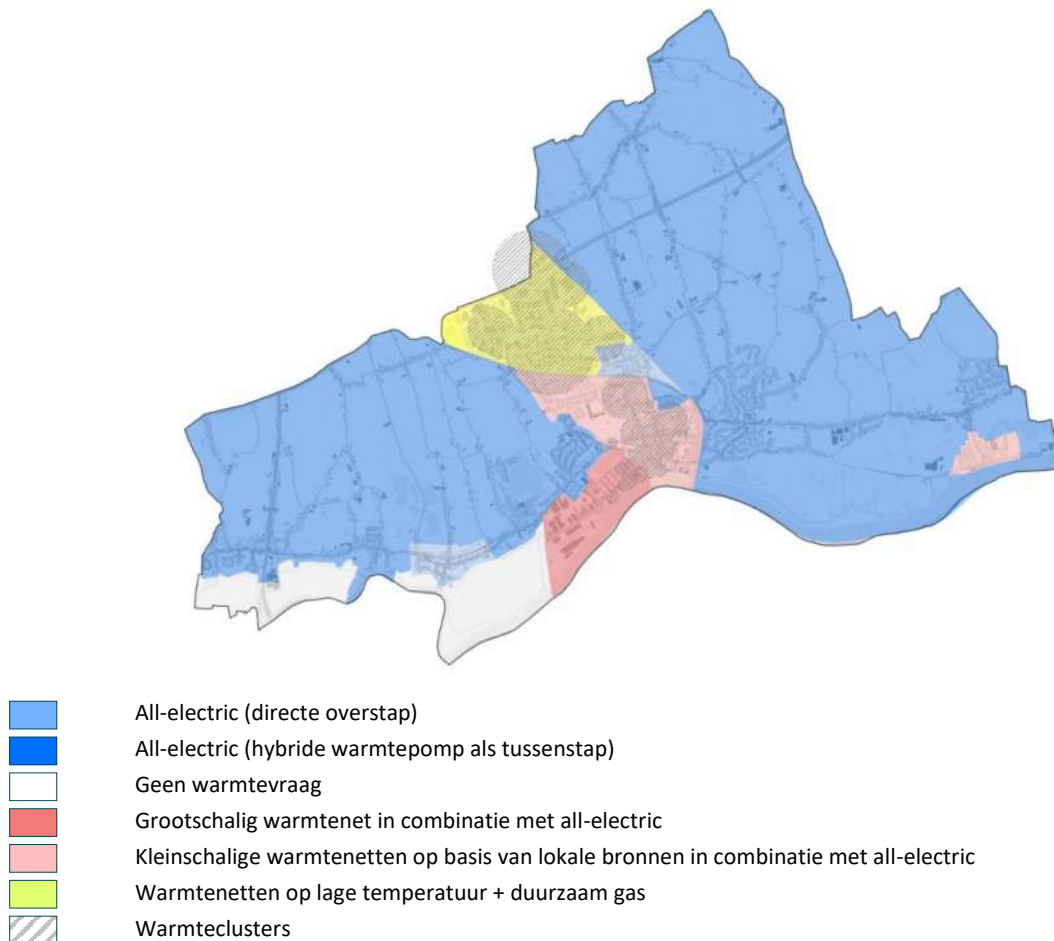 All-electric (directe overstap)
All-electric (hybride warmtepomp als tussenstap)
Geen warmtevraag
Grootschalig warmtenet in combinatie met all-electric
Kleinschalige warmtenetten op basis van lokale bronnen in combinatie met all-electric
Warmtenetten op lage temperatuur + duurzaam gas
Warmteclusters